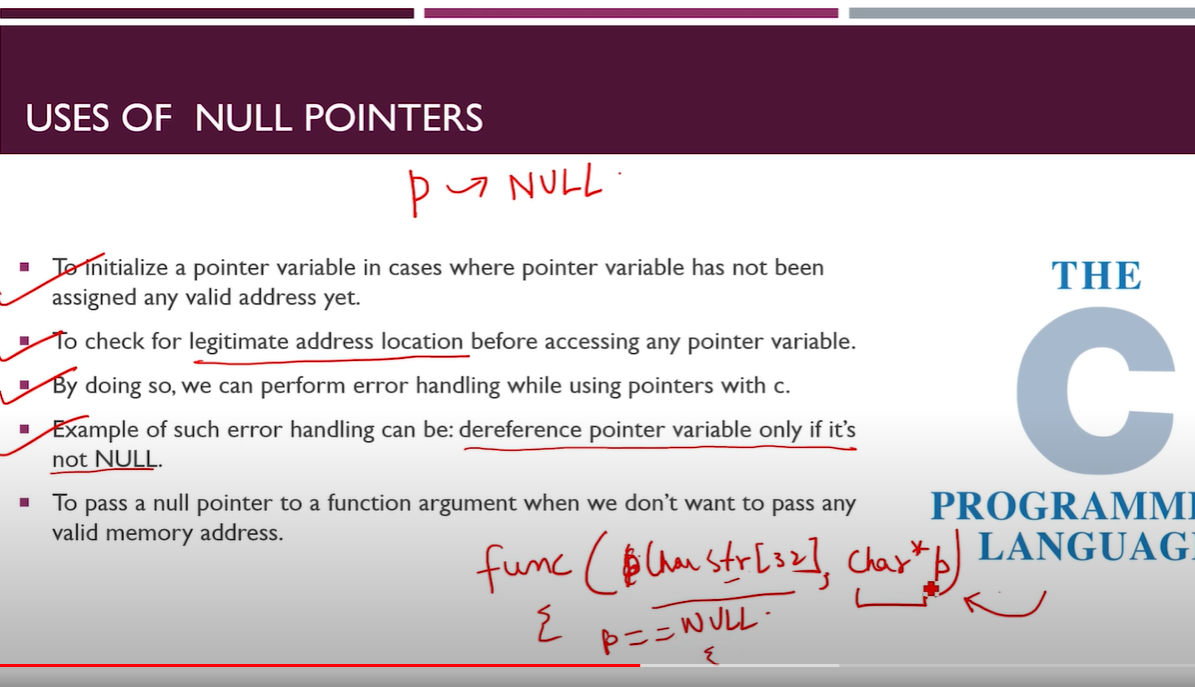 USES OF NULL POINTERS
p → NULL
To initialize a pointer variable in cases where pointer variable has not been
assigned any valid address yet.
To check for legitimate address location before accessing any pointer variable.
By doing so, we can perform error handling while using pointers with c.
Example of such error handling can be: dereference pointer variable only if it's
not NULL.
To pass a null pointer to a function argument when we don't want to pass any
valid memory address.
THE
C
PROGRAMMI
LANGUAG
func ( char str[32], char* p)
{ p == NULL
{